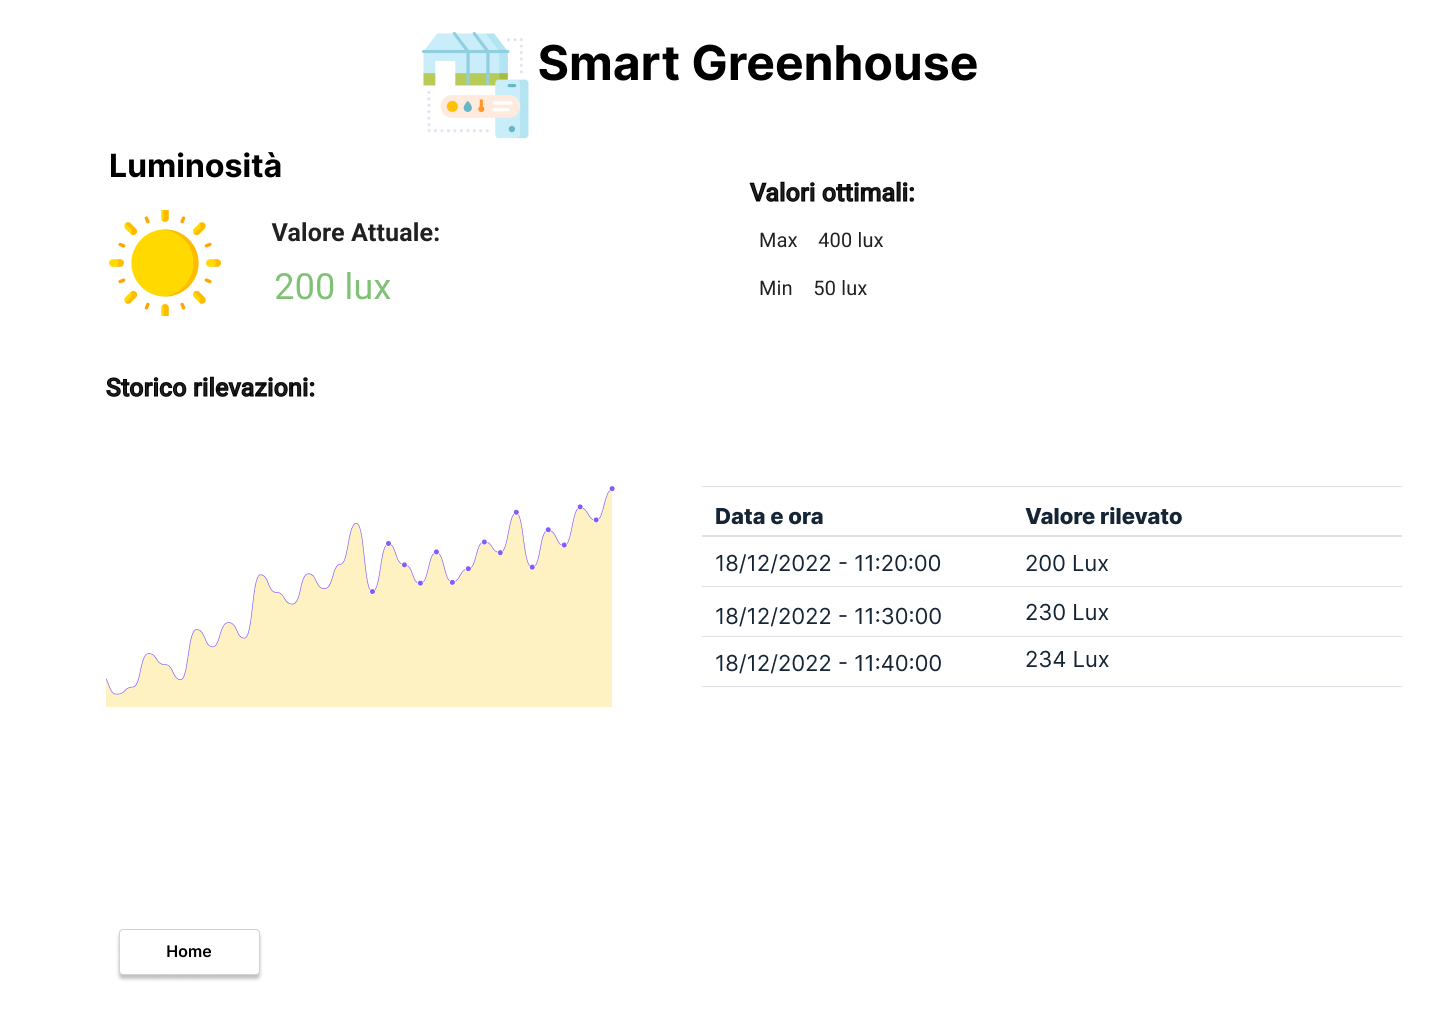 Smart Greenhouse
Luminosità
Valore Attuale:
200 lux
Valori ottimali:
Max 400 lux
Min 50 lux
Storico rilevazioni:
Data e ora Valore rilevato
18/12/2022 - 11:20:00 200 Lux
18/12/2022 - 11:30:00 230 Lux
18/12/2022 - 11:40:00 234 Lux
Home